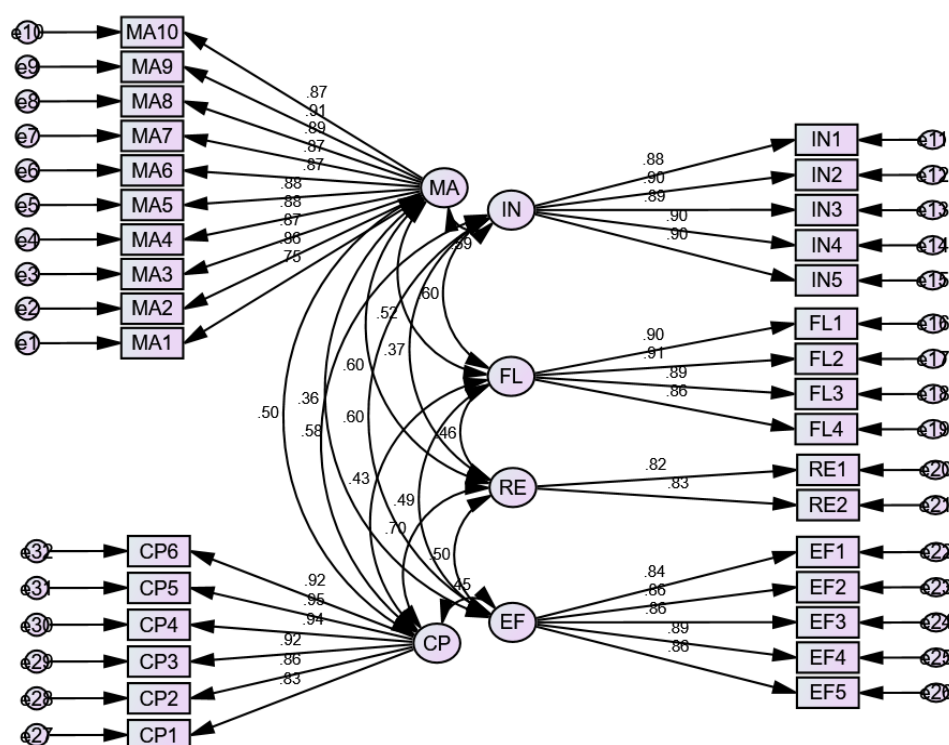 e10 MA10
e9 MA9
e8 MA8
e7 MA7
e6 MA6
e5 MA5
e4 MA4
e3 MA3
e2 MA2
e1 MA1
.87
.91
.89
.87
.87
.88
.88
.87
.86
.75
MA
IN
.88
.90
.89
.90
.90
IN1 e11
IN2 e12
IN3 e13
IN4 e14
IN5 e15
.60
.52
.37
.60
FL
.90
.91
.89
.86
FL1 e16
FL2 e17
FL3 e18
FL4 e19
.50
.36
.58
.60
.46
.43
.49
.70
RE
.82
.83
RE1 e20
RE2 e21
.50
.45
EF
.84
.86
.86
.89
EF1 e22
EF2 e23
EF3 e24
EF4 e25
EF5 e26
CP
e32 CP6
e31 CP5
e30 CP4
e29 CP3
e28 CP2
e27 CP1
.92
.95
.94
.92
.86
.83